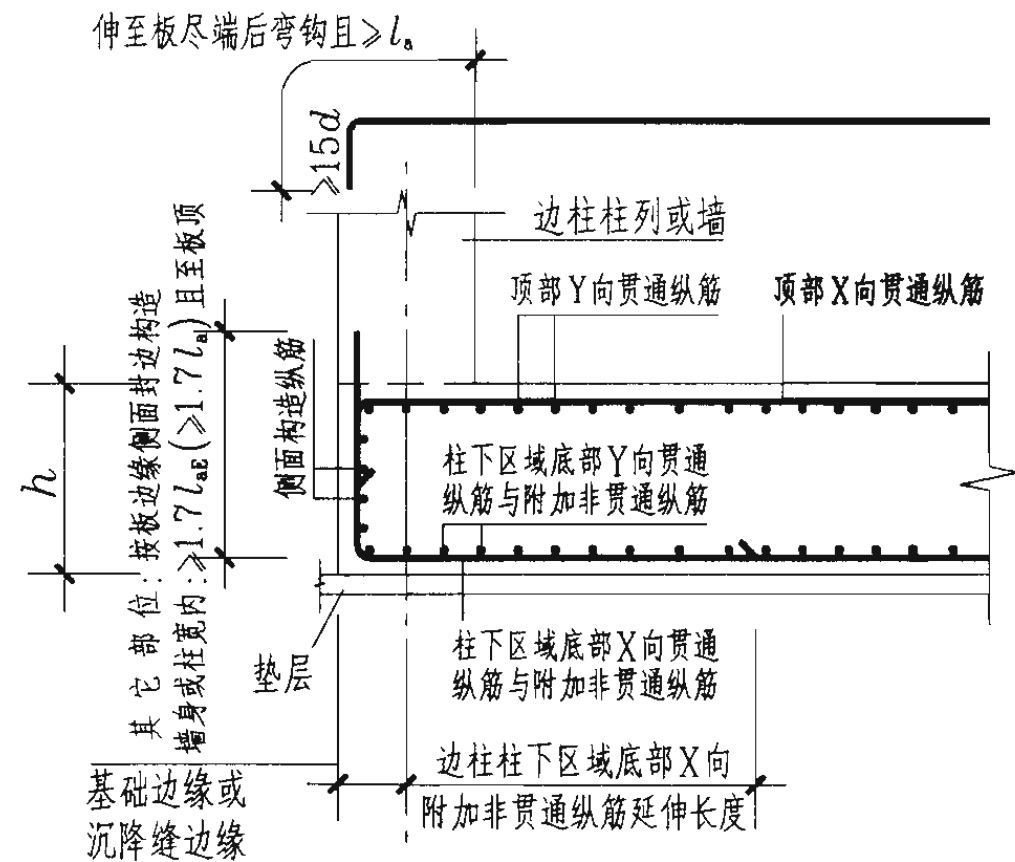 伸至板尽端后弯钩且≥lₐ
≥15d
边柱柱列或墙
顶部Y向贯通纵筋
顶部X向贯通纵筋
其它部位:按板边缘侧面封边构造
墙身或柱宽内:≥1.7lₐE(≥1.7lₐ)且至板顶
侧面构造纵筋
h
柱下区域底部Y向贯通
纵筋与附加非贯通纵筋
垫层
柱下区域底部X向贯通
纵筋与附加非贯通纵筋
基础边缘或
沉降缝边缘
边柱柱下区域底部X向
附加非贯通纵筋延伸长度